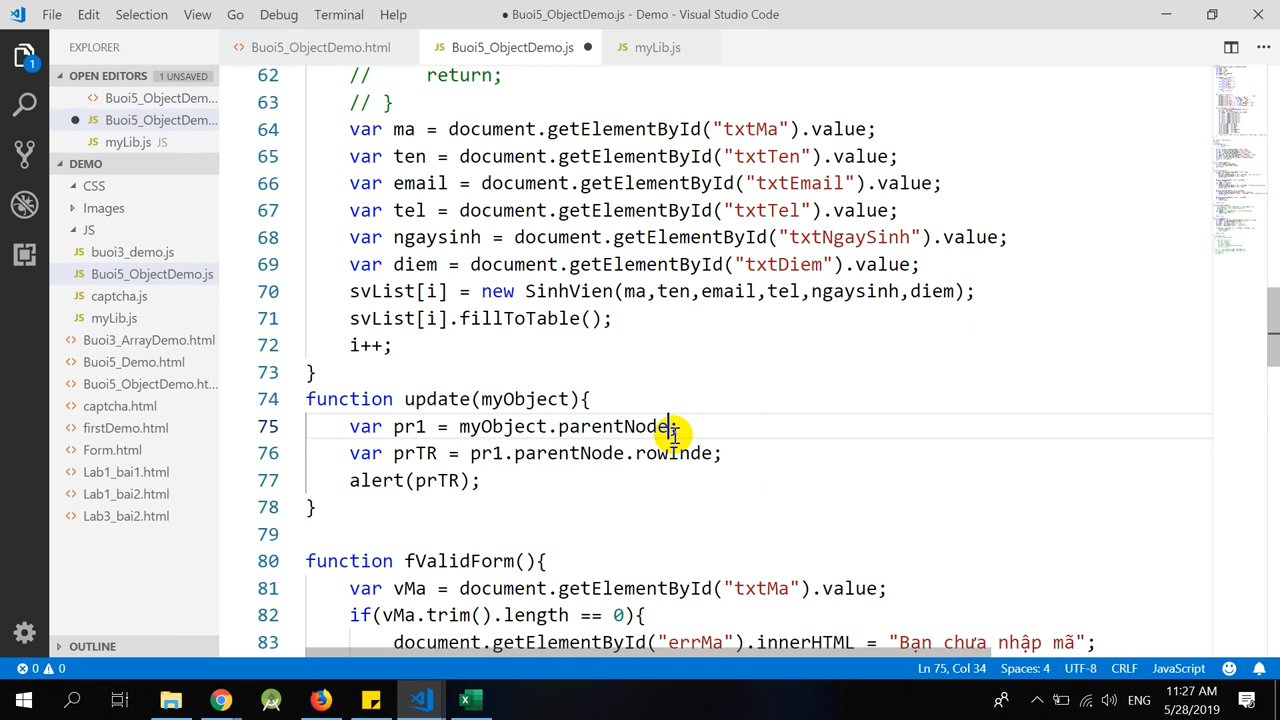 File Edit Selection View Go Debug Terminal Help
● Buoi5_ObjectDemo.js - Demo - Visual Studio Code
EXPLORER
OPEN EDITORS 1 UNSAVED
<> Buoi5_ObjectDem...
● JS Buoi5_ObjectDem...
JS myLib.js JS
DEMO
CSS
Images
JS
JS buoi3_demo.js
JS Buoi5_ObjectDemo.js
JS captcha.js
JS myLib.js
<> Buoi3_ArrayDemo.html
<> Buoi5_Demo.html
<> Buoi5_ObjectDemo.ht...
<> captcha.html
<> firstDemo.html
<> Form.html
<> Lab1_bai1.html
<> Lab1_bai2.html
<> Lab3_bai2.html
OUTLINE
<> Buoi5_ObjectDemo.html JS Buoi5_ObjectDemo.js ● JS myLib.js
62 // return;
63 // }
64 var ma = document.getElementById("txtMa").value;
65 var ten = document.getElementById("txtTen").value;
66 var email = document.getElementById("txtEmail").value;
67 var tel = document.getElementById("txtTel").value;
68 var ngaysinh = document.getElementById("txtNgaySinh").value;
69 var diem = document.getElementById("txtDiem").value;
70 svList[i] = new SinhVien(ma,ten,email,tel,ngaysinh,diem);
71 svList[i].fillToTable();
72 i++;
73 }
74 function update(myObject){
75 var pr1 = myObject.parentNode;
76 var prTR = pr1.parentNode.rowInde;
77 alert(prTR);
78 }
79
80 function fValidForm(){
81 var vMa = document.getElementById("txtMa").value;
82 if(vMa.trim().length == 0){
83 document.getElementById("errMa").innerHTML = "Bạn chưa nhập mã";
0 0 Ln 75, Col 34 Spaces: 4 UTF-8 CRLF JavaScript
ENG 11:27 AM
5/28/2019
1